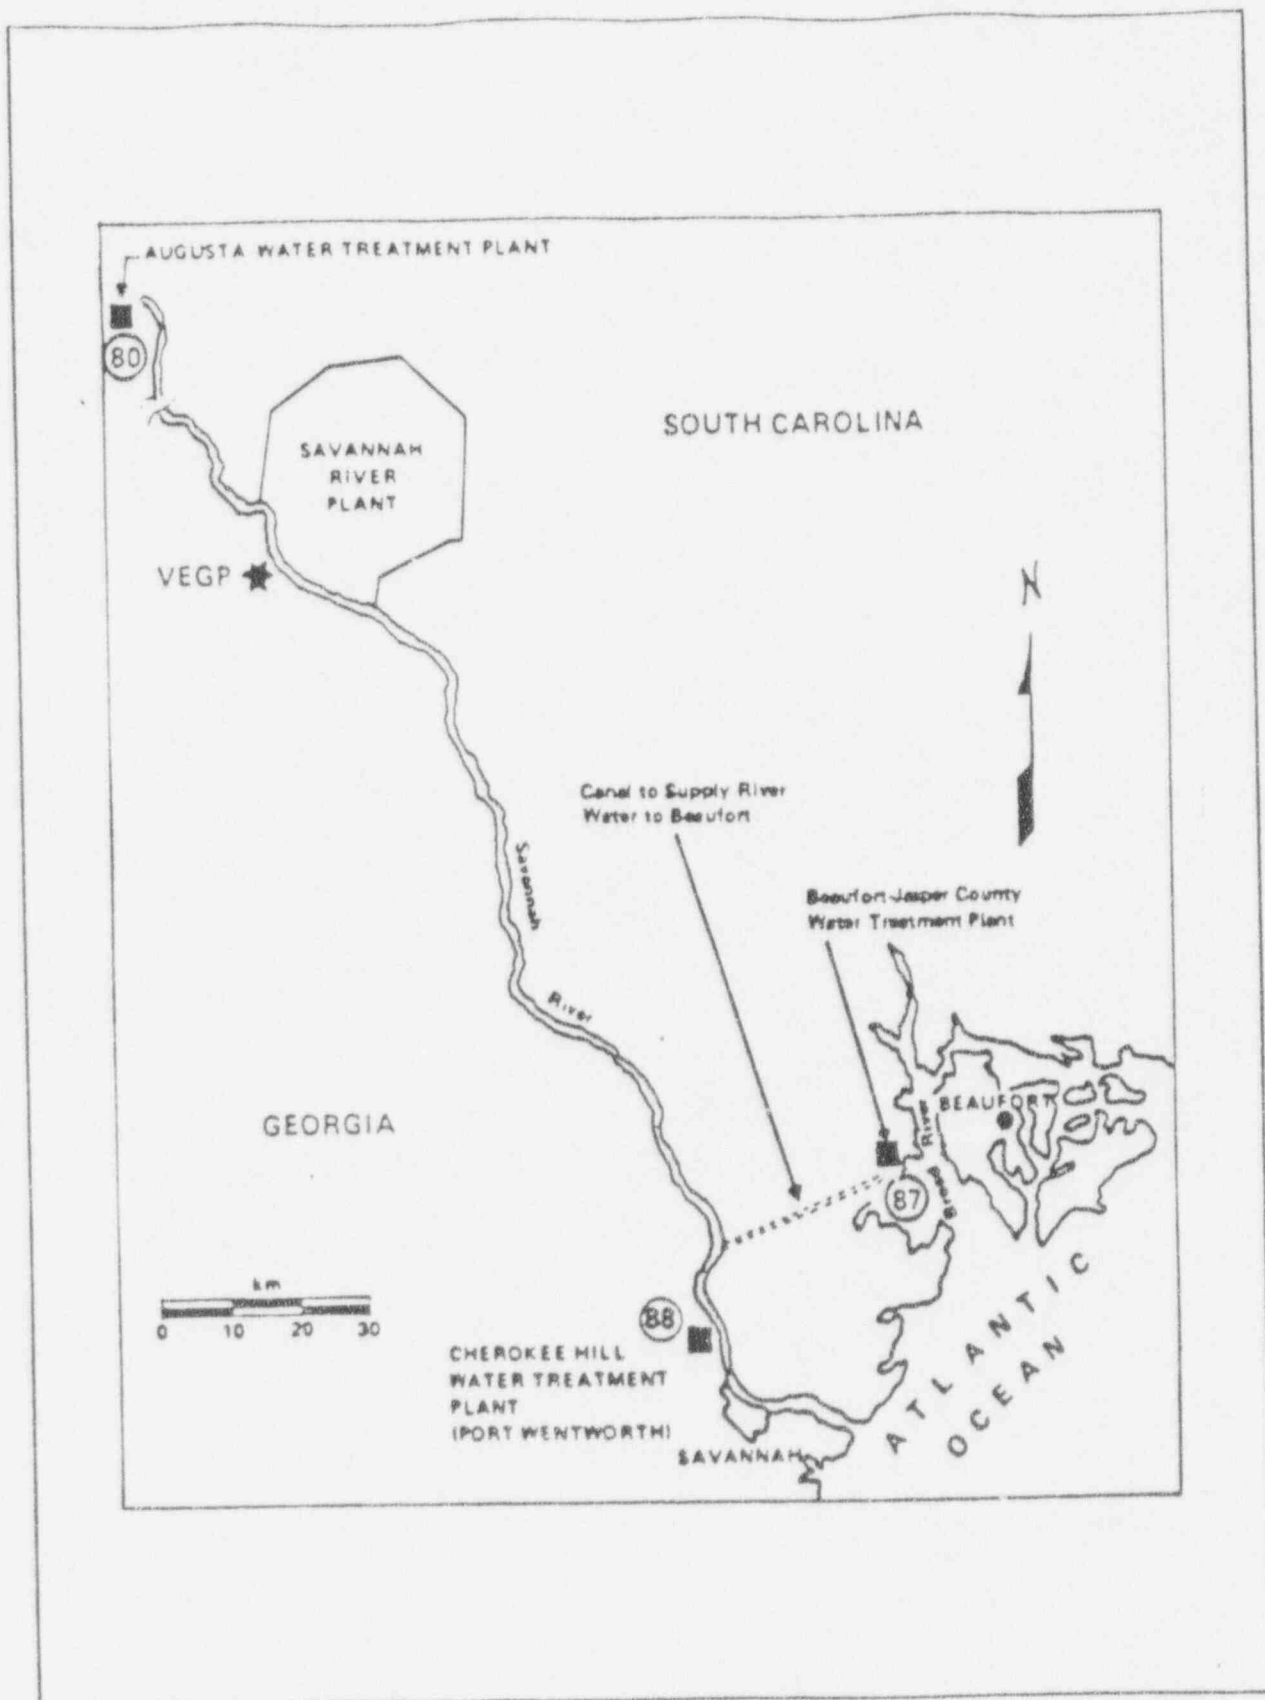 AUGUSTA WATER TREATMENT PLANT
80
SOUTH CAROLINA
SAVANNAH
RIVER
PLANT
VEGP
N
Canal to Supply River
Water to Beaufort
Beaufort-Jasper County
Water Treatment Plant
Savannah
River
GEORGIA
BEAUFORT
Broad River
87
km
0 10 20 30
88
CHEROKEE HILL
WATER TREATMENT
PLANT
(PORT WENTWORTH)
SAVANNAH
ATLANTIC
OCEAN